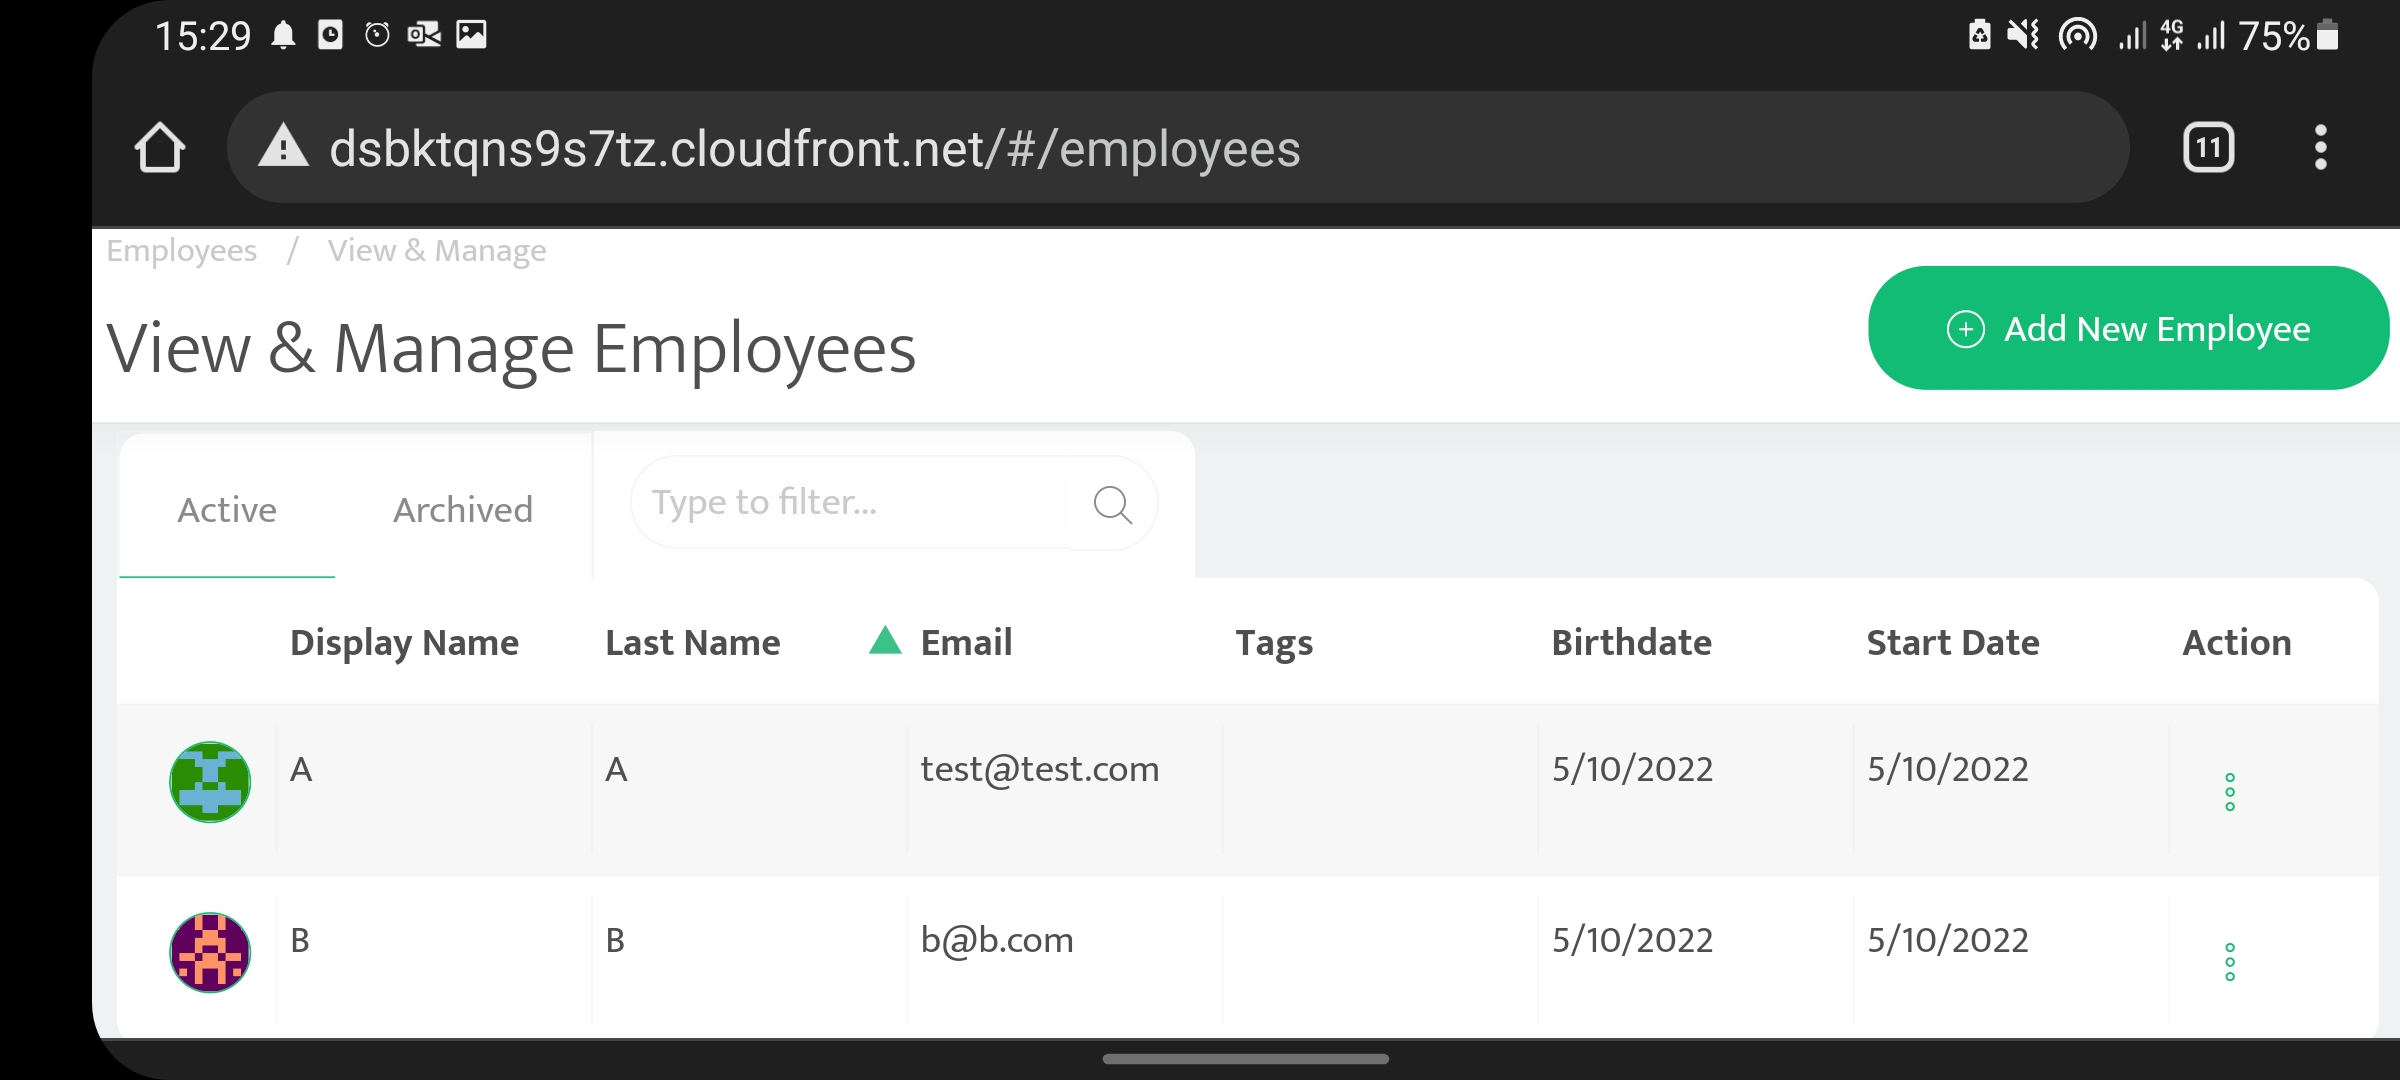 15:29
4G
75%
dsbktqns9s7tz.cloudfront.net/#/employees
11
Employees / View & Manage
View & Manage Employees
Add New Employee
Active Archived Type to filter...
Display Name Last Name Email Tags Birthdate Start Date Action
A A test@test.com 5/10/2022 5/10/2022
B B b@b.com 5/10/2022 5/10/2022